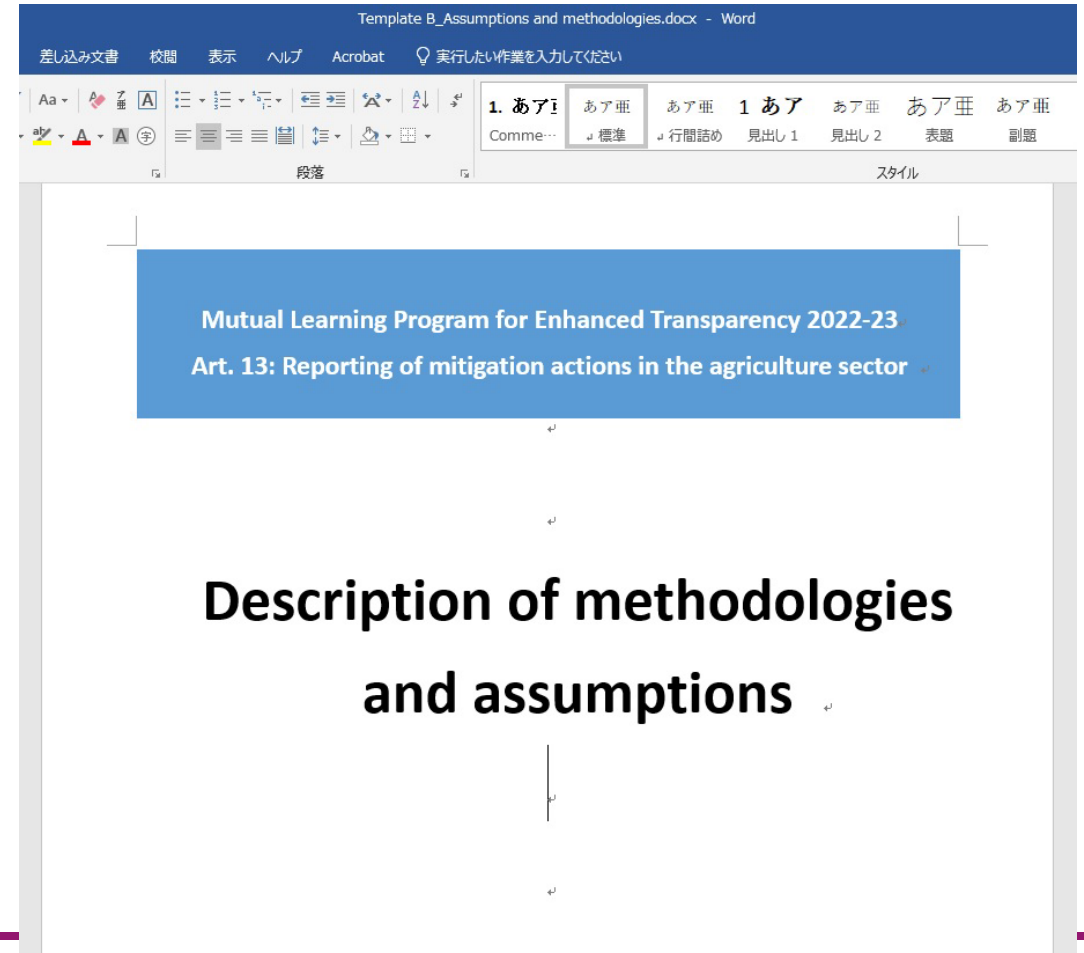 Template B_Assumptions and methodologies.docx - Word
差し込み文書 校閲 表示 ヘルプ Acrobat 実行したい作業を入力してください
Aa
1. あアi あア亜 あア亜 1 あア あア亜 あア亜 あア亜
Comme… 標準 行間詰め 見出し 1 見出し 2 表題 副題
段落 スタイル
Mutual Learning Program for Enhanced Transparency 2022-23
Art. 13: Reporting of mitigation actions in the agriculture sector
Description of methodologies
and assumptions